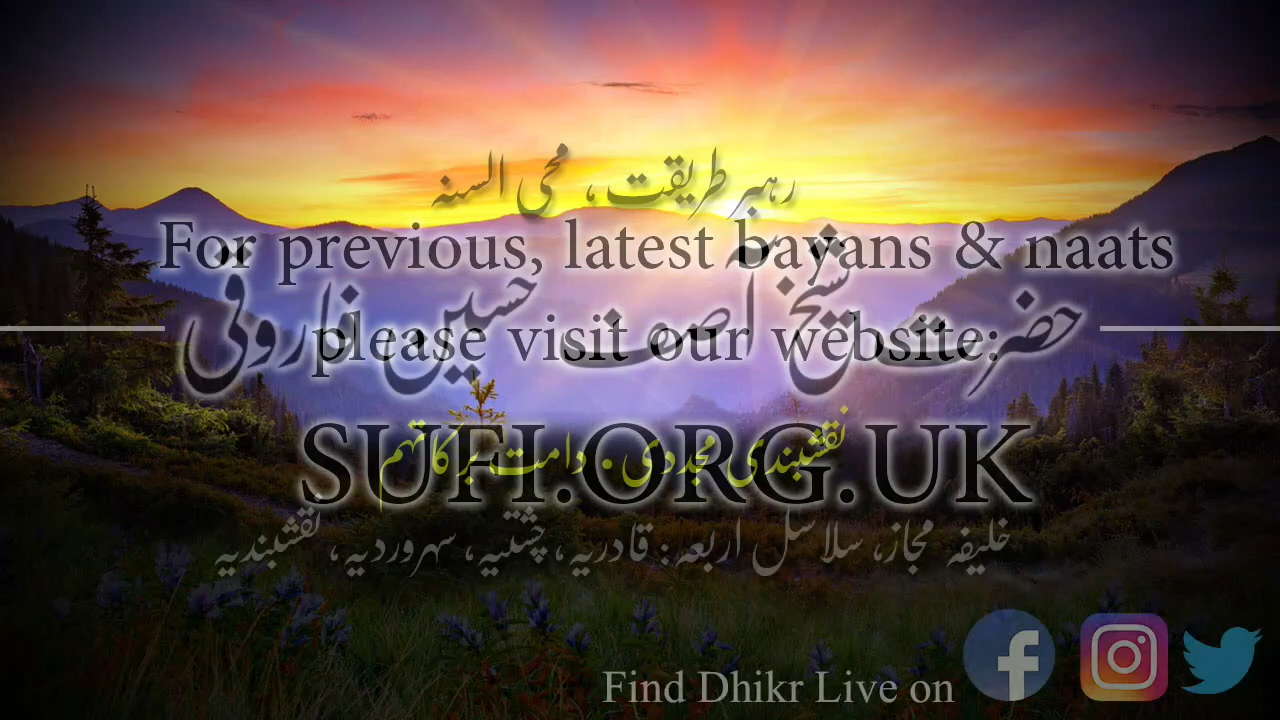 رہبر طریقت، محی السنہ
For previous, latest bayans & naats
حضرت شیخ آصف حسین فاروقی
please visit our website:
SUFI.ORG.UK
نقشبندی مجددی · دامت برکاتہم
خلیفہ مجاز، سلاسل اربعہ: قادریہ، چشتیہ، سہروردیہ، نقشبندیہ
Find Dhikr Live on